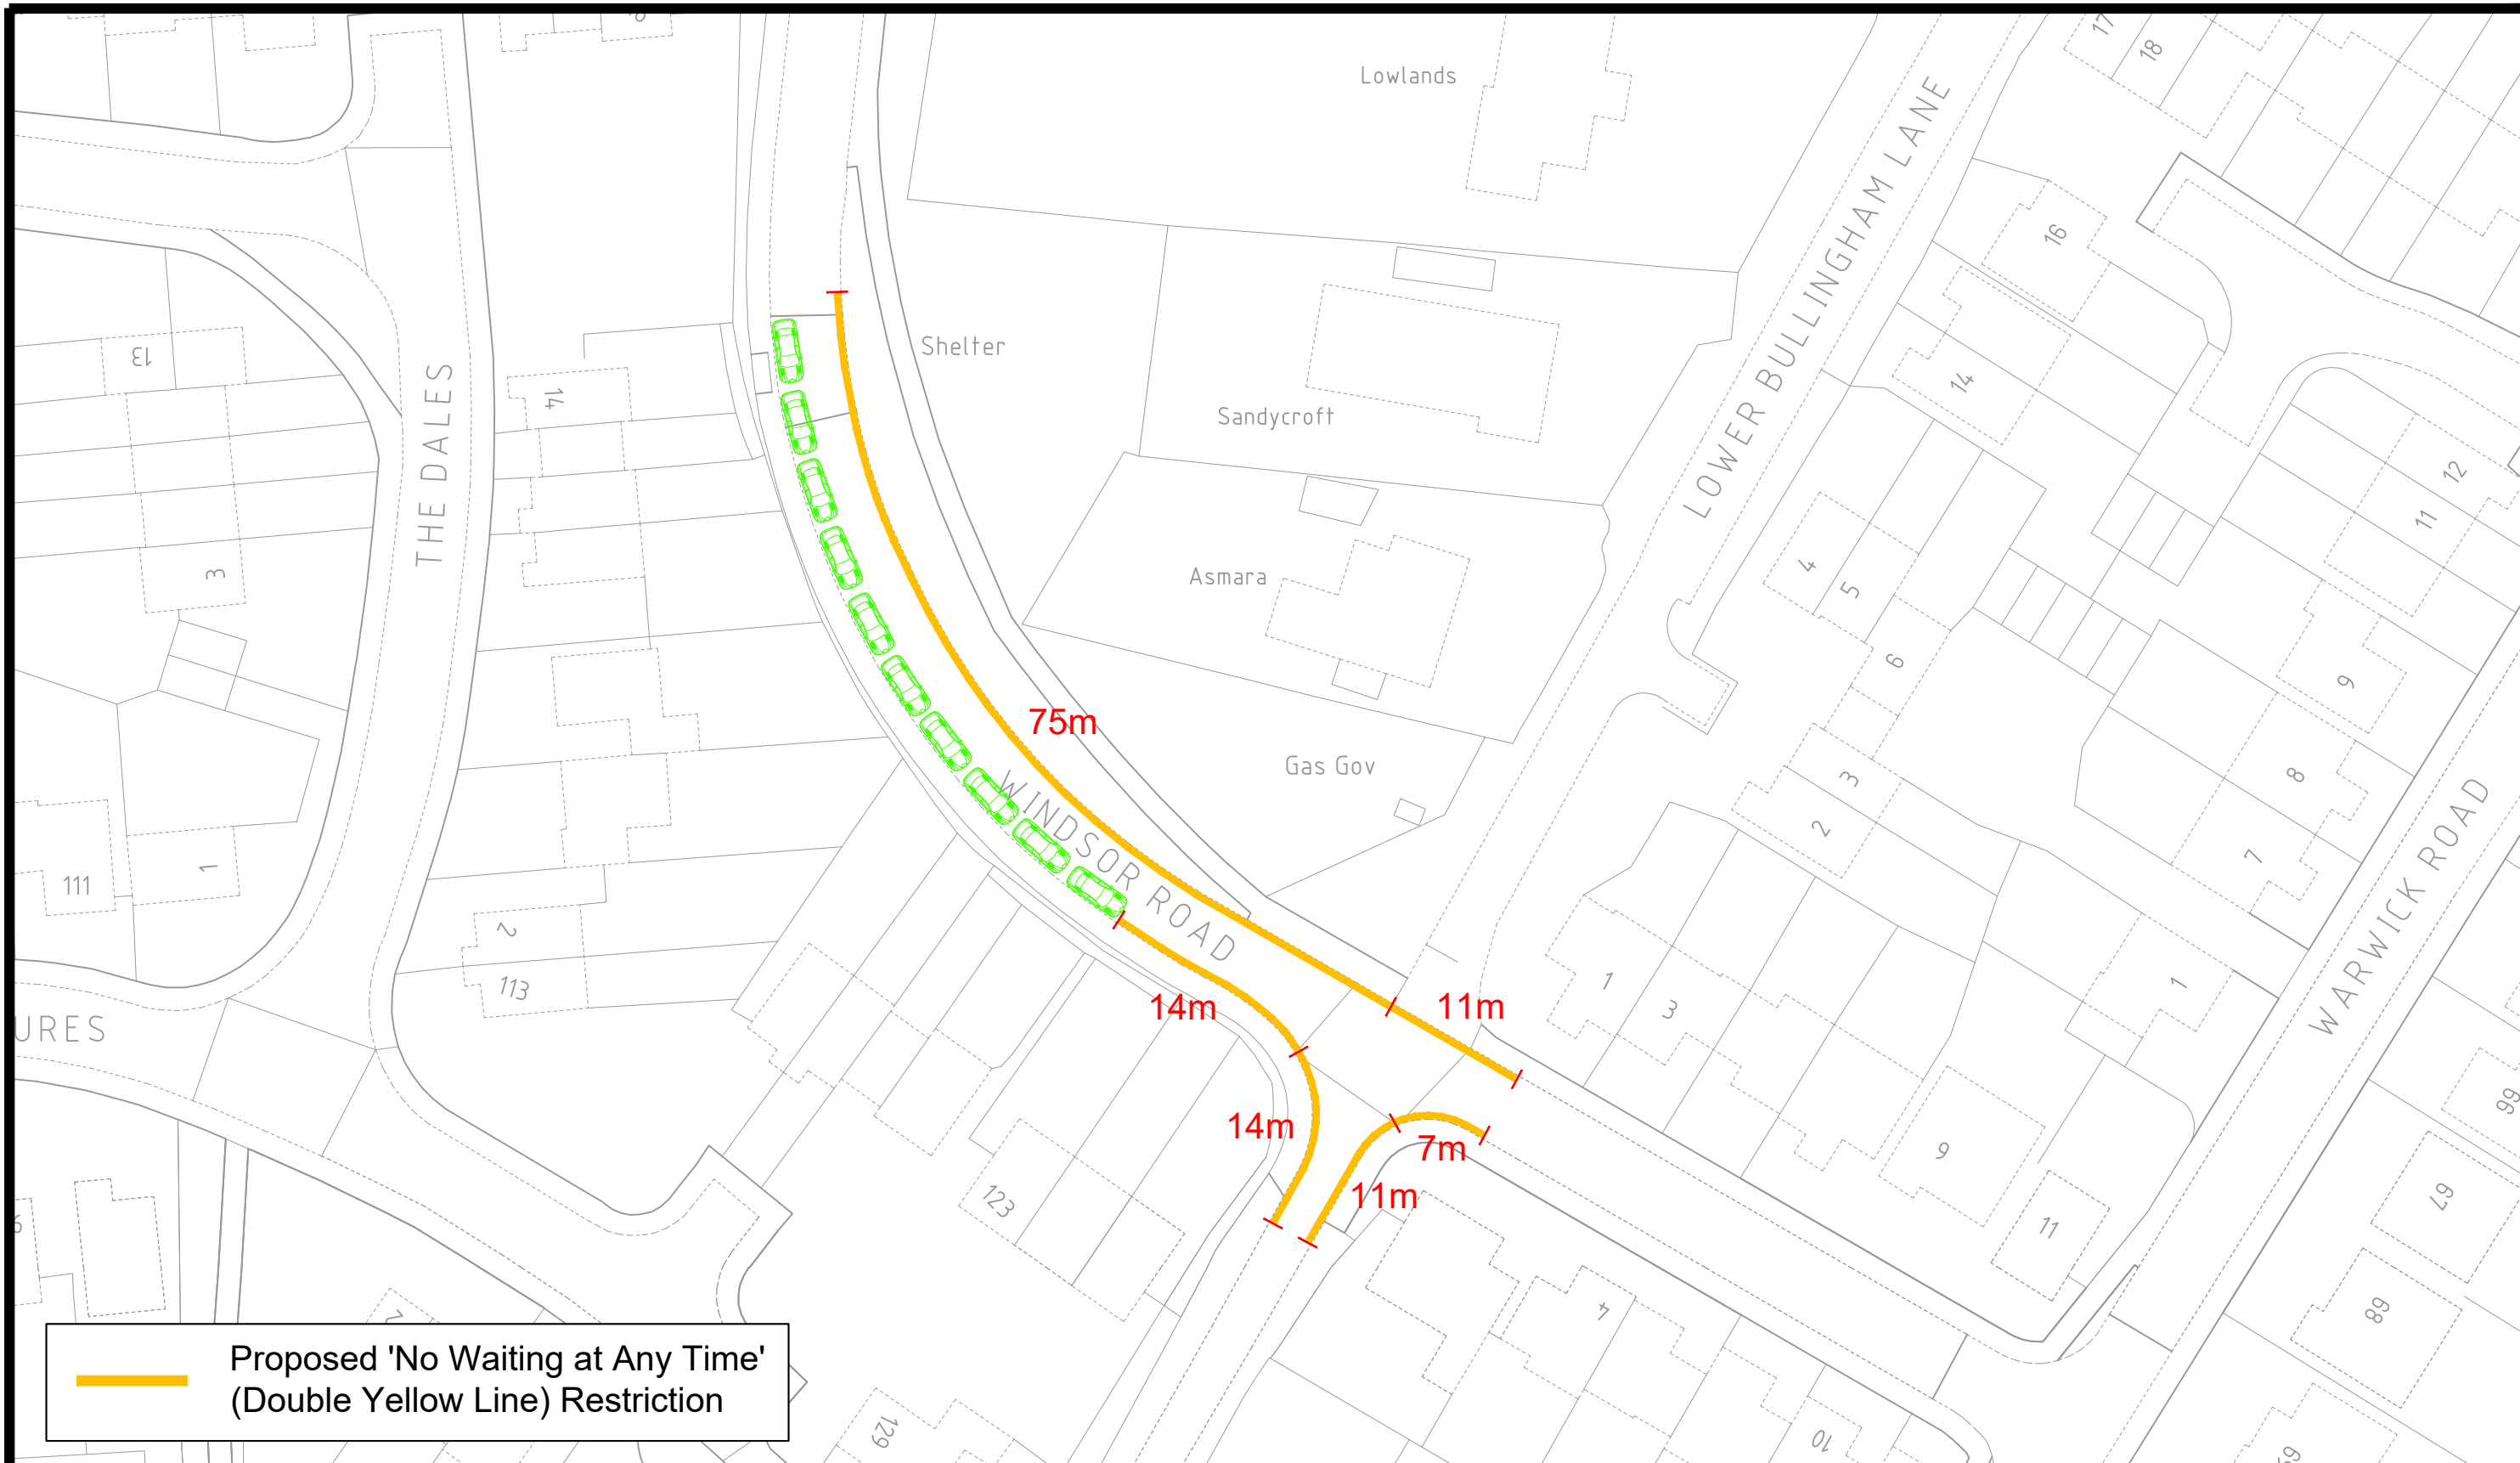 17
18
Lowlands
LOWER BULLINGHAM LANE
16
Shelter
13
14
14
THE DALES
Sandycroft
12
11
4
5
3
Asmara
6
9
75m
Gas Gov
3
2
8
7
WINDSOR ROAD
WARWICK ROAD
111
1
2
113
14m
11m
1
3
1
URES
14m
7m
11m
9
66
123
67
11
68
4
129
10
69
Proposed 'No Waiting at Any Time'
(Double Yellow Line) Restriction